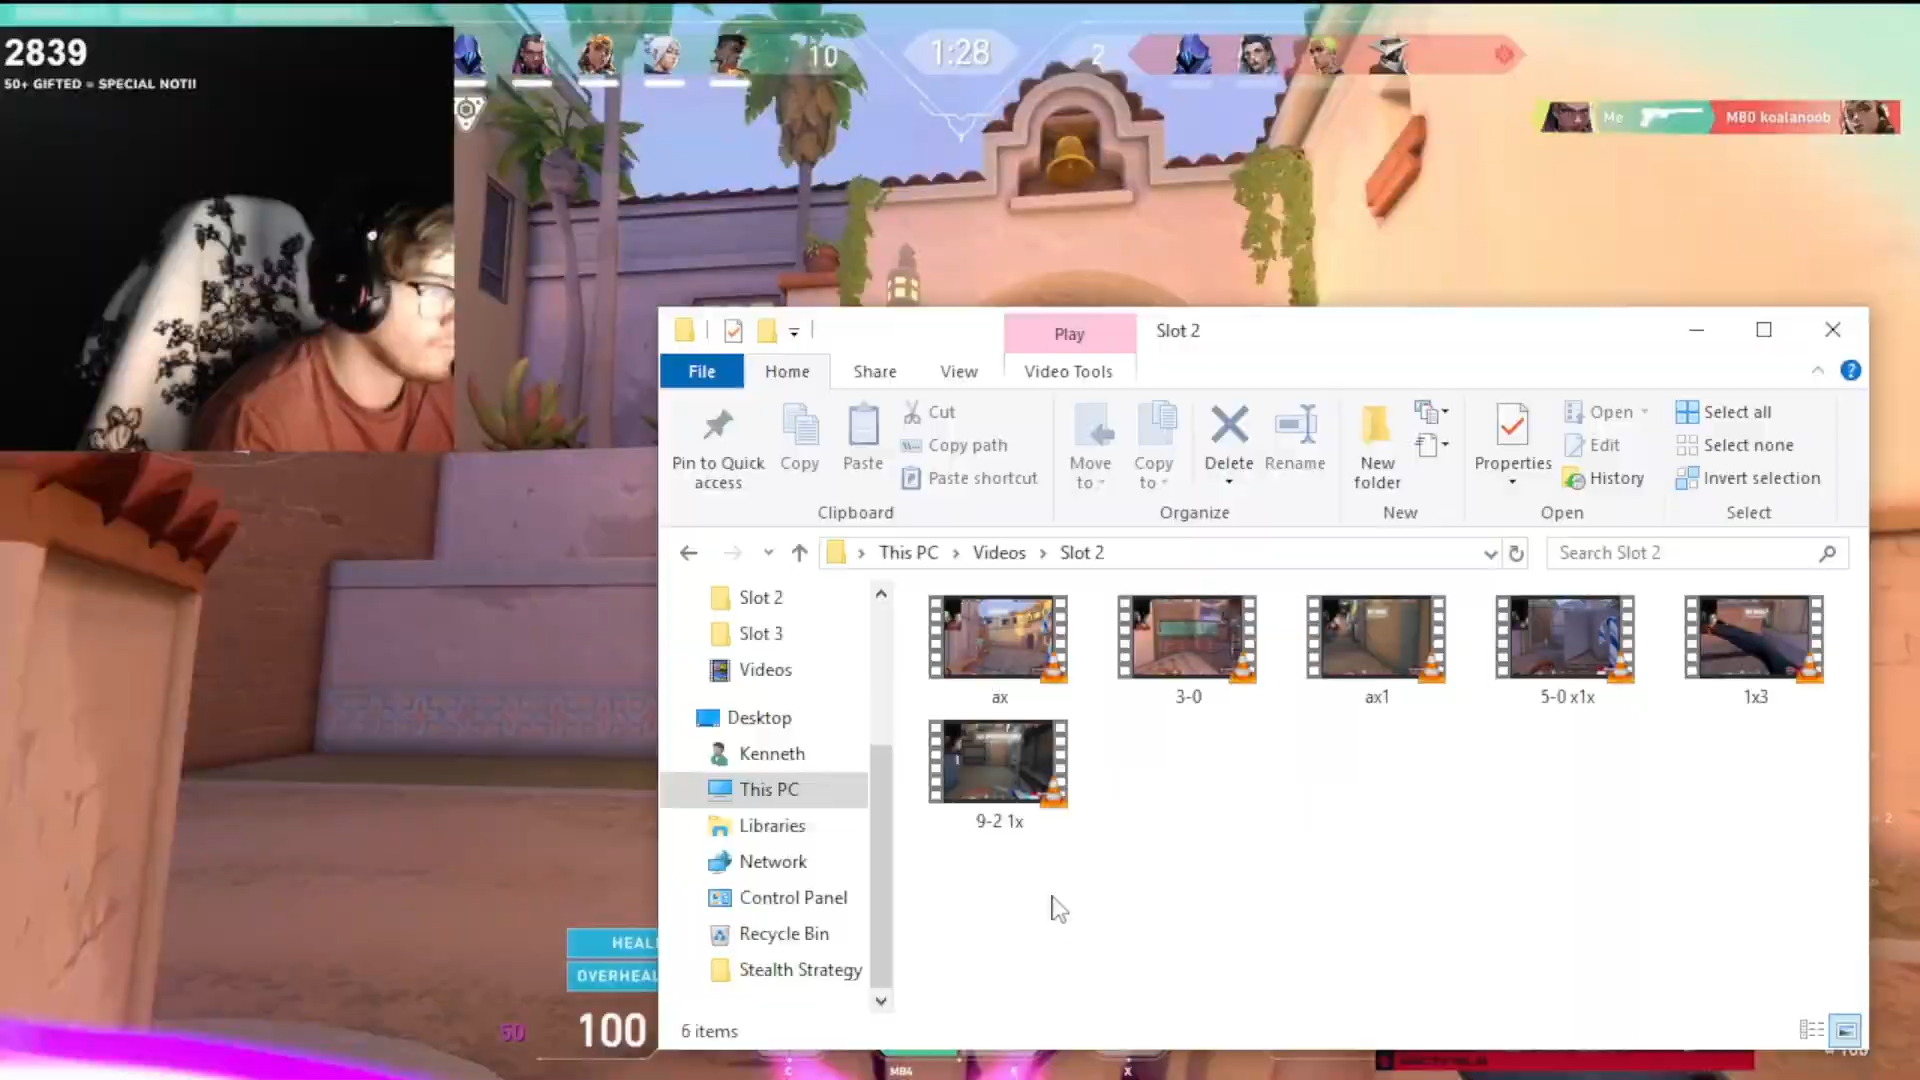 2839
50+ GIFTED = SPECIAL NOTI!
10
1:28
2
Me
M80 koalanoob
Play
Slot 2
File
Home
Share
View
Video Tools
Pin to Quick access
Copy
Paste
Cut
Copy path
Paste shortcut
Move to
Copy to
Delete
Rename
New folder
Properties
Open
Edit
History
Select all
Select none
Invert selection
Clipboard
Organize
New
Open
Select
This PC
Videos
Slot 2
Search Slot 2
Slot 2
Slot 3
Videos
Desktop
Kenneth
This PC
Libraries
Network
Control Panel
Recycle Bin
Stealth Strategy
ax
3-0
ax1
5-0 x1x
1x3
9-2 1x
HEAL
OVERHEAL
50
100
6 items
C
MB4
X